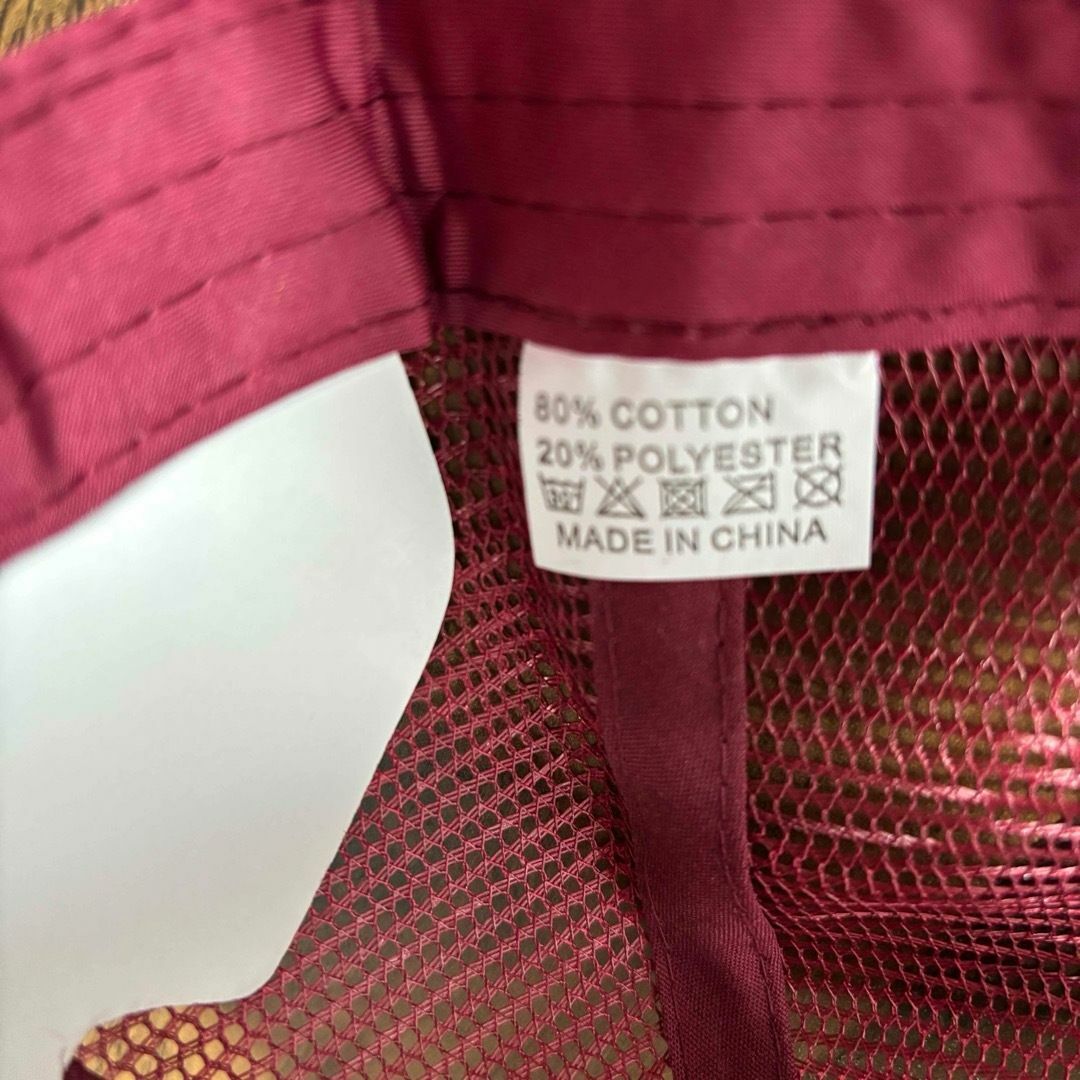 80% COTTON
20% POLYESTER
MADE IN CHINA